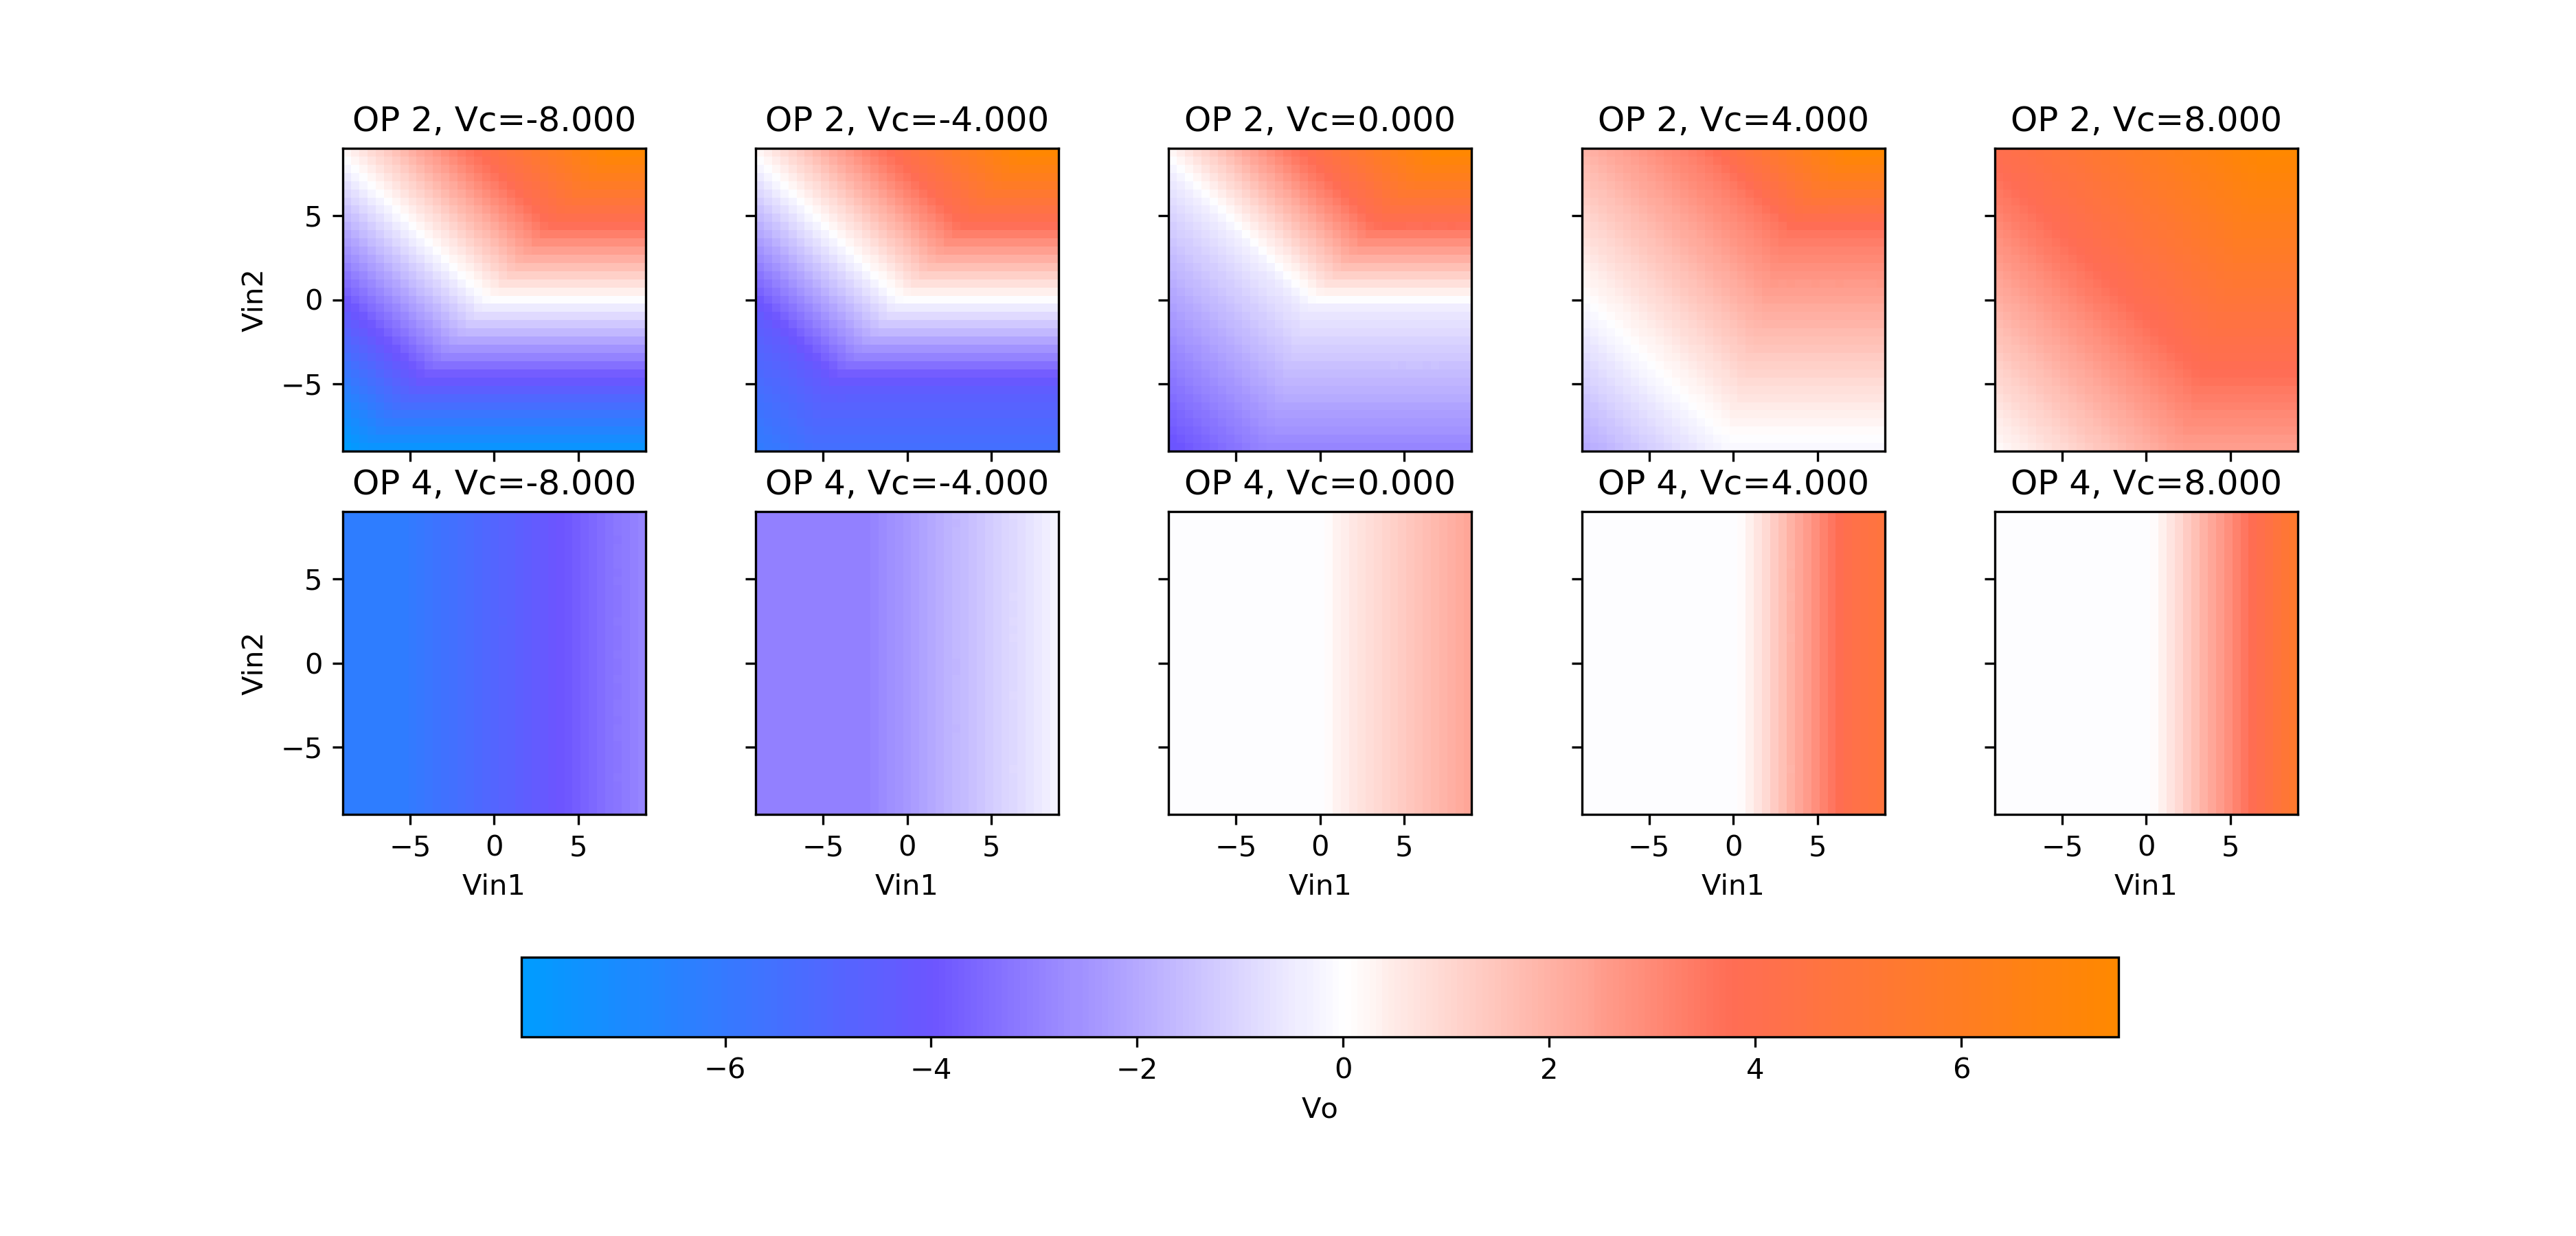 OP 2, Vc=-8.000 OP 2, Vc=-4.000 OP 2, Vc=0.000 OP 2, Vc=4.000 OP 2, Vc=8.000
5
Vin2
0
−5
OP 4, Vc=-8.000 OP 4, Vc=-4.000 OP 4, Vc=0.000 OP 4, Vc=4.000 OP 4, Vc=8.000
5
Vin2
0
−5
−5 0 5 −5 0 5 −5 0 5 −5 0 5 −5 0 5
Vin1 Vin1 Vin1 Vin1 Vin1
−6 −4 −2 0 2 4 6
Vo